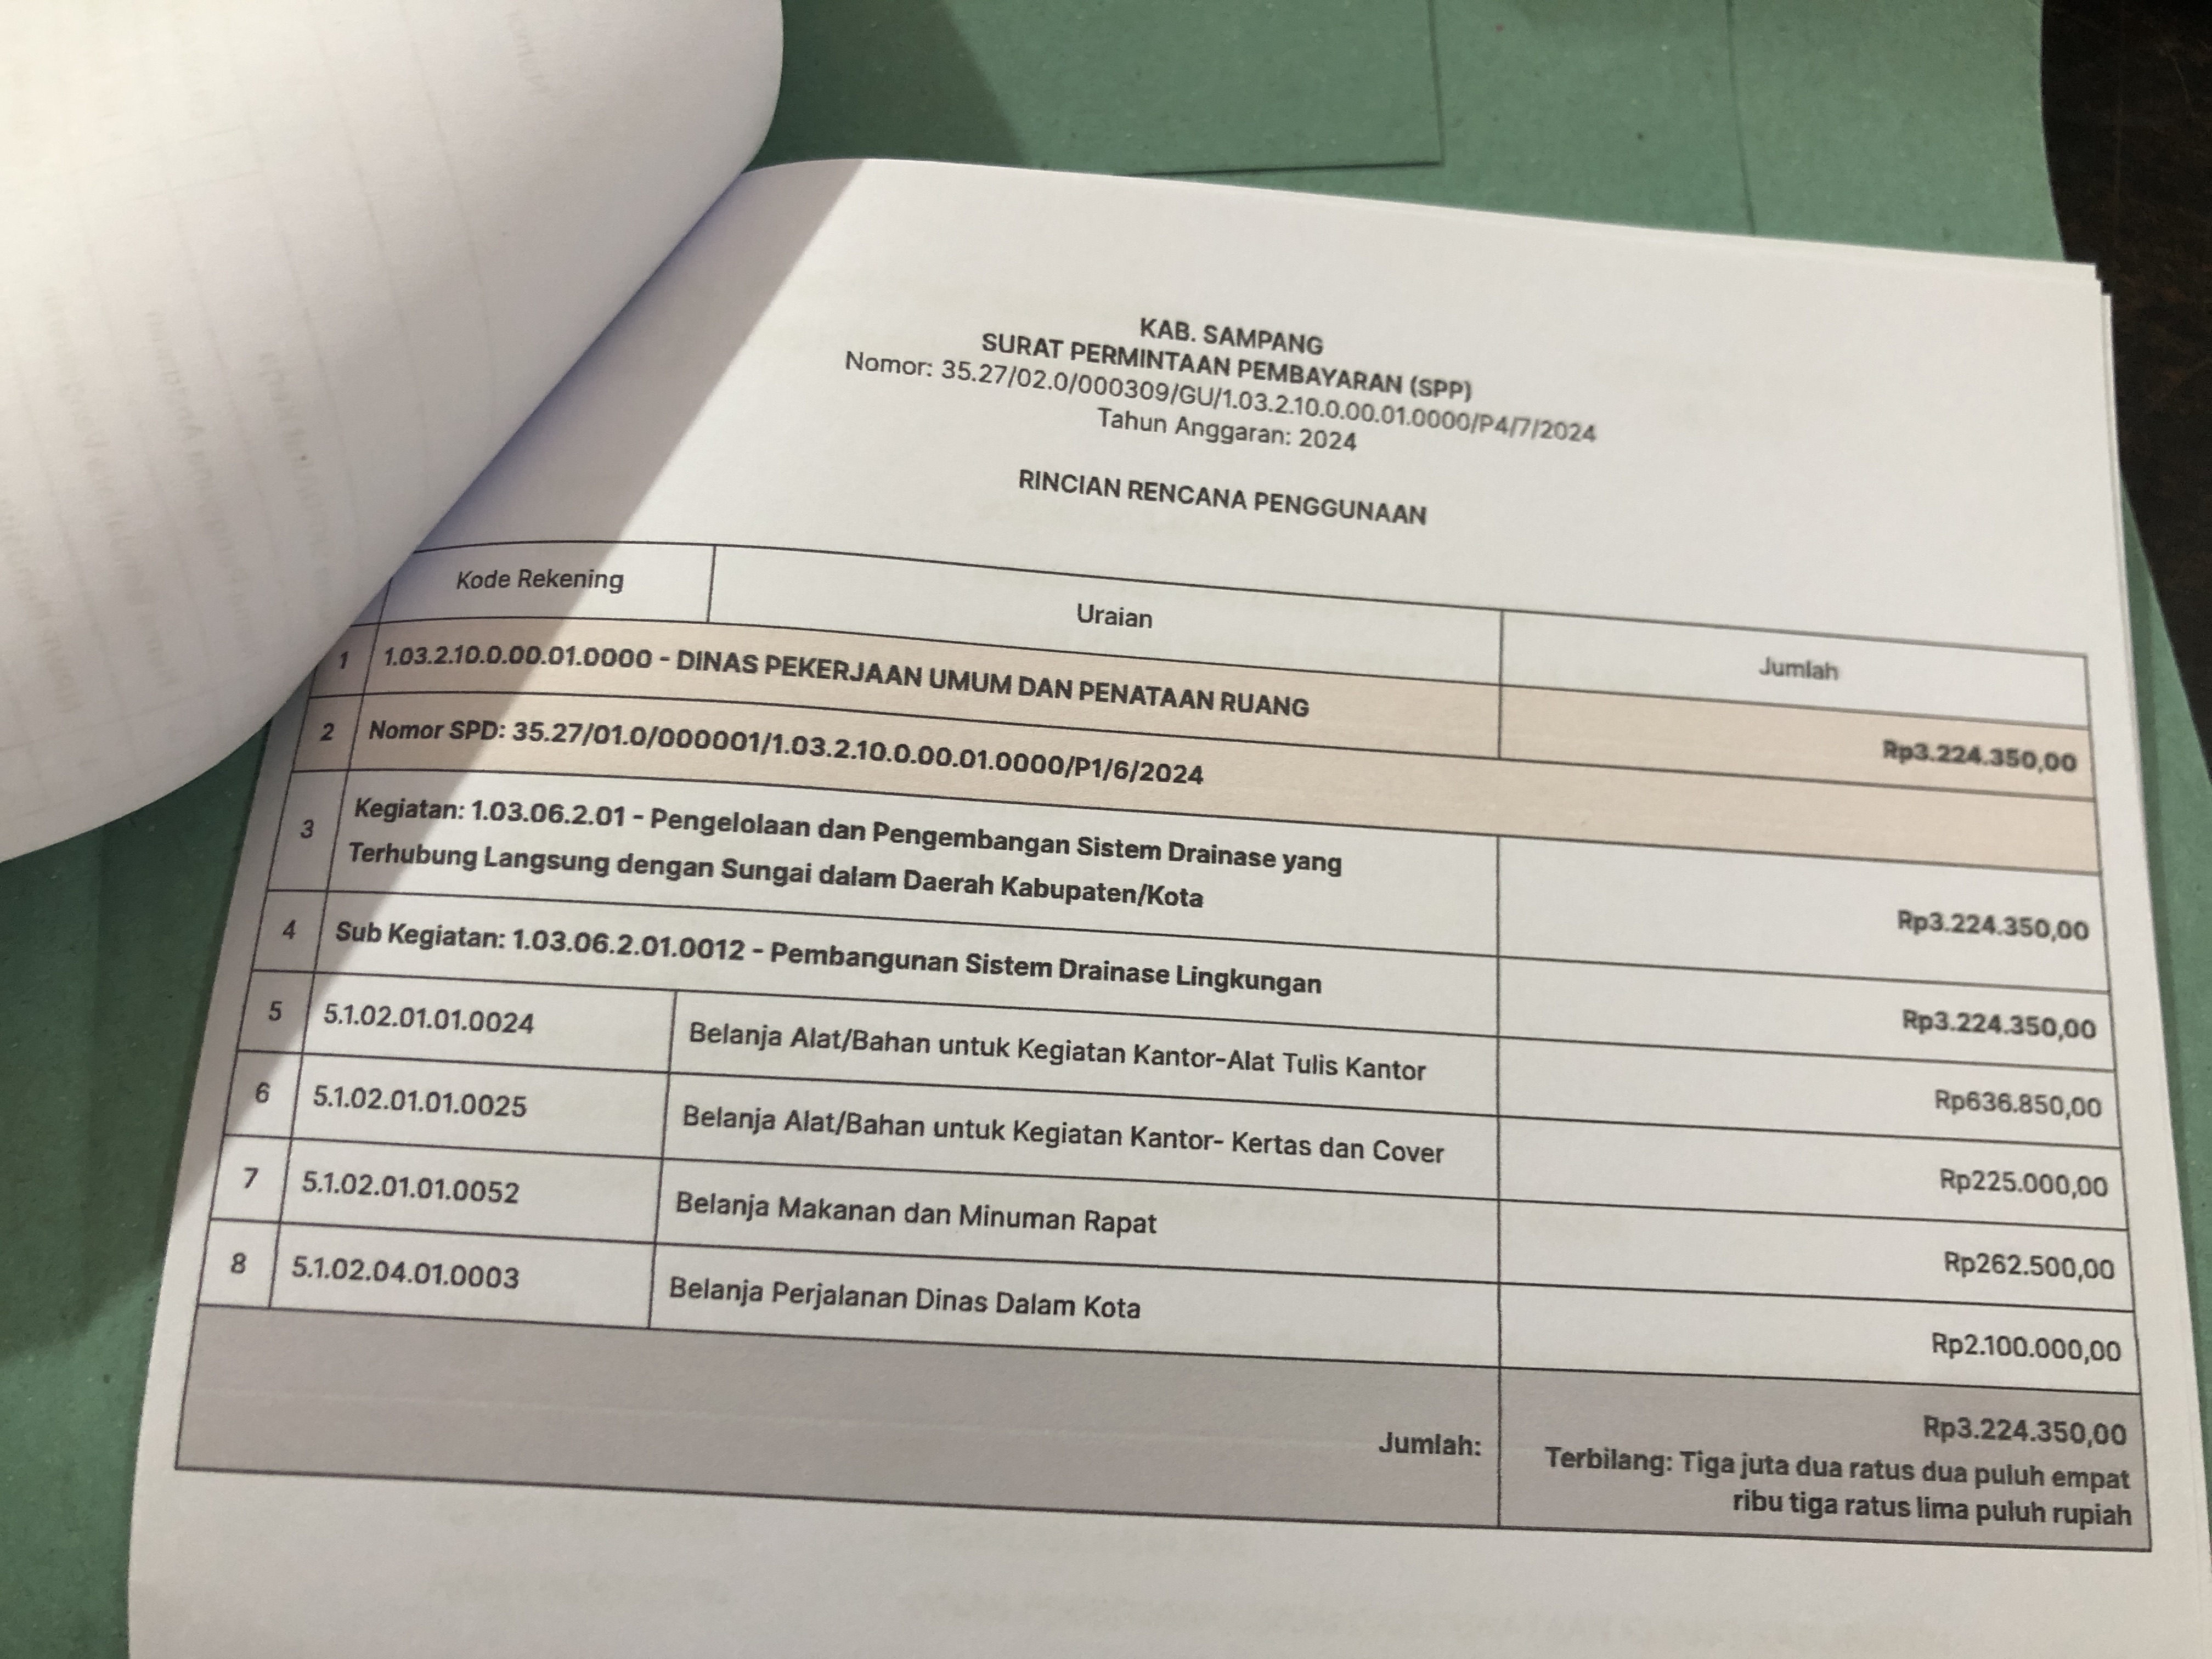 KAB. SAMPANG
SURAT PERMINTAAN PEMBAYARAN (SPP)
Nomor: 35.27/02.0/000309/GU/1.03.2.10.0.00.01.0000/P4/7/2024
Tahun Anggaran: 2024
RINCIAN RENCANA PENGGUNAAN
Kode Rekening Uraian Jumlah
1 1.03.2.10.0.00.01.0000 - DINAS PEKERJAAN UMUM DAN PENATAAN RUANG Rp3.224.350,00
2 Nomor SPD: 35.27/01.0/000001/1.03.2.10.0.00.01.0000/P1/6/2024
3 Kegiatan: 1.03.06.2.01 - Pengelolaan dan Pengembangan Sistem Drainase yang
Terhubung Langsung dengan Sungai dalam Daerah Kabupaten/Kota Rp3.224.350,00
4 Sub Kegiatan: 1.03.06.2.01.0012 - Pembangunan Sistem Drainase Lingkungan Rp3.224.350,00
5 5.1.02.01.01.0024 Belanja Alat/Bahan untuk Kegiatan Kantor-Alat Tulis Kantor Rp636.850,00
6 5.1.02.01.01.0025 Belanja Alat/Bahan untuk Kegiatan Kantor- Kertas dan Cover Rp225.000,00
7 5.1.02.01.01.0052 Belanja Makanan dan Minuman Rapat Rp262.500,00
8 5.1.02.04.01.0003 Belanja Perjalanan Dinas Dalam Kota Rp2.100.000,00
Jumlah: Rp3.224.350,00
Terbilang: Tiga juta dua ratus dua puluh empat
ribu tiga ratus lima puluh rupiah